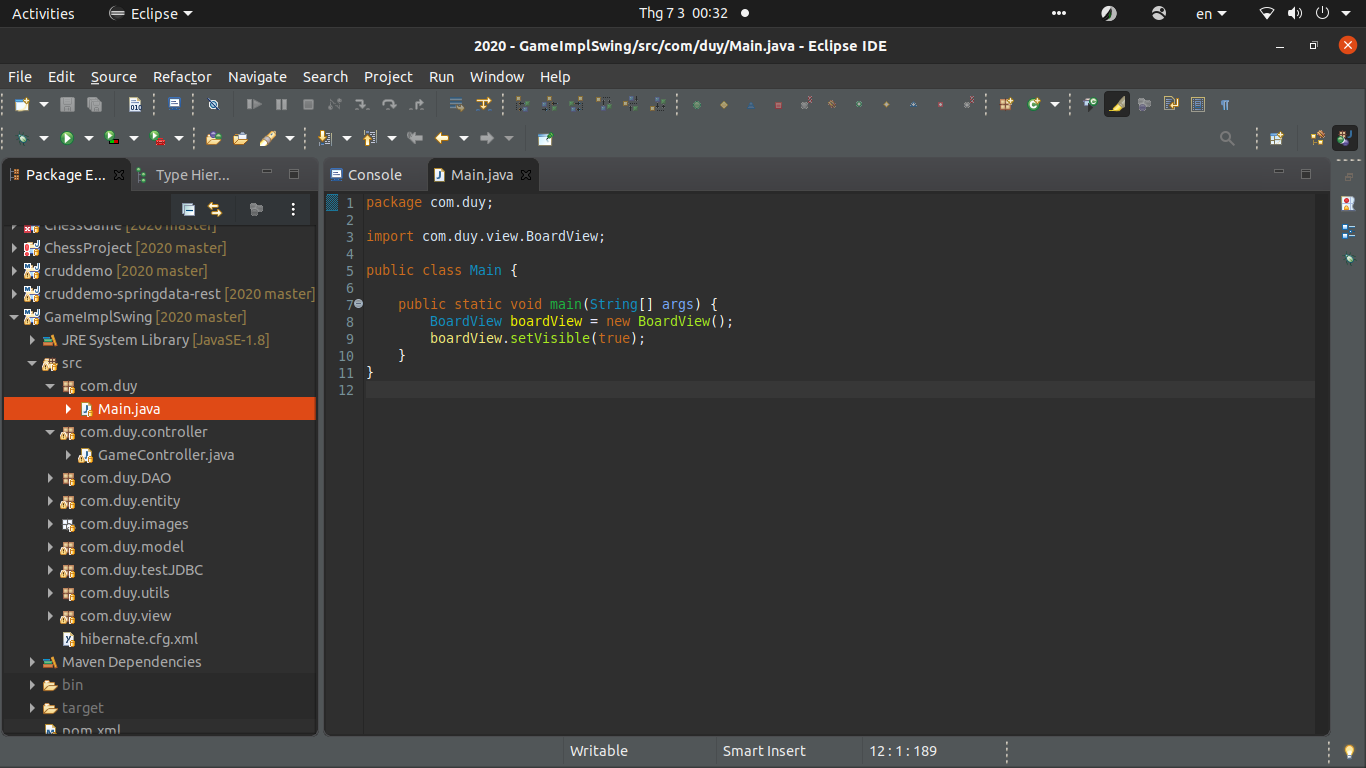 Activities Eclipse Thg 7 3 00:32 en
2020 - GameImplSwing/src/com/duy/Main.java - Eclipse IDE
File Edit Source Refactor Navigate Search Project Run Window Help
Package E... Type Hier...
ChessGame [2020 master]
ChessProject [2020 master]
cruddemo [2020 master]
cruddemo-springdata-rest [2020 master]
GameImplSwing [2020 master]
JRE System Library [JavaSE-1.8]
src
com.duy
Main.java
com.duy.controller
GameController.java
com.duy.DAO
com.duy.entity
com.duy.images
com.duy.model
com.duy.testJDBC
com.duy.utils
com.duy.view
hibernate.cfg.xml
Maven Dependencies
bin
target
pom.xml
Console Main.java
1 package com.duy;
2
3 import com.duy.view.BoardView;
4
5 public class Main {
6
7 public static void main(String[] args) {
8 BoardView boardView = new BoardView();
9 boardView.setVisible(true);
10 }
11 }
12
Writable Smart Insert 12 : 1 : 189